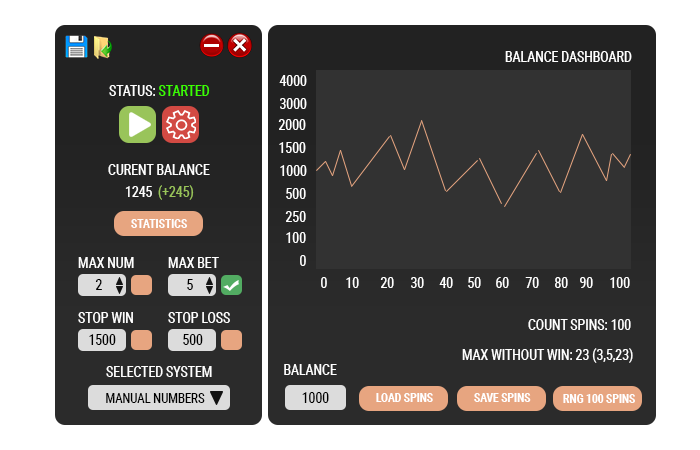 STATUS: STARTED
CURENT BALANCE
1245 (+245)
STATISTICS
MAX NUM MAX BET
2 5
STOP WIN STOP LOSS
1500 500
SELECTED SYSTEM
MANUAL NUMBERS
BALANCE DASHBOARD
4000
3000
2000
1500
1000
500
250
100
0
0 10 20 30 40 50 60 70 80 90 100
COUNT SPINS: 100
MAX WITHOUT WIN: 23 (3,5,23)
BALANCE
1000 LOAD SPINS SAVE SPINS RNG 100 SPINS